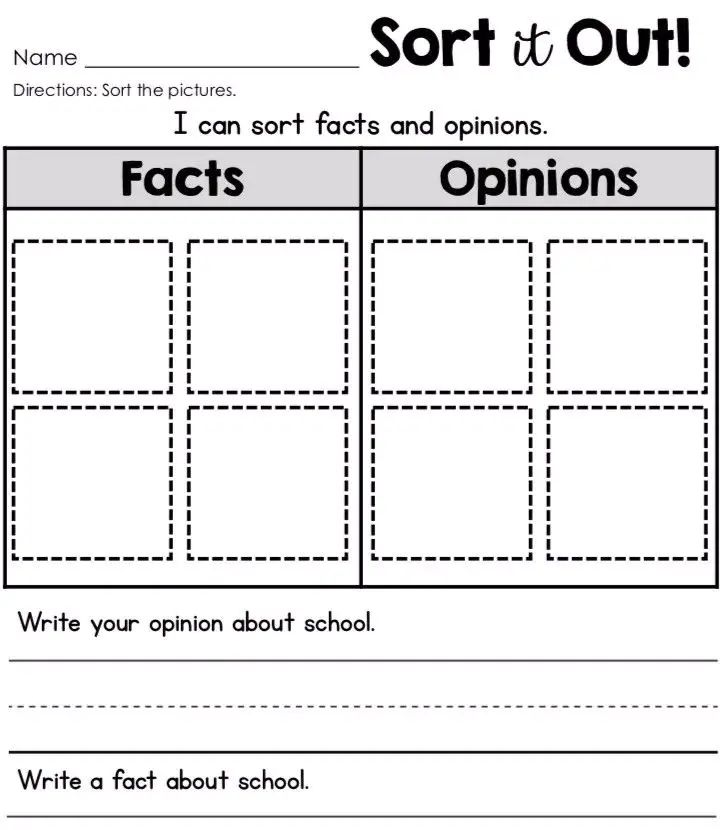 Name
Sort it Out!
Directions: Sort the pictures.
I can sort facts and opinions.
Facts
Opinions
Write your opinion about school.
Write a fact about school.